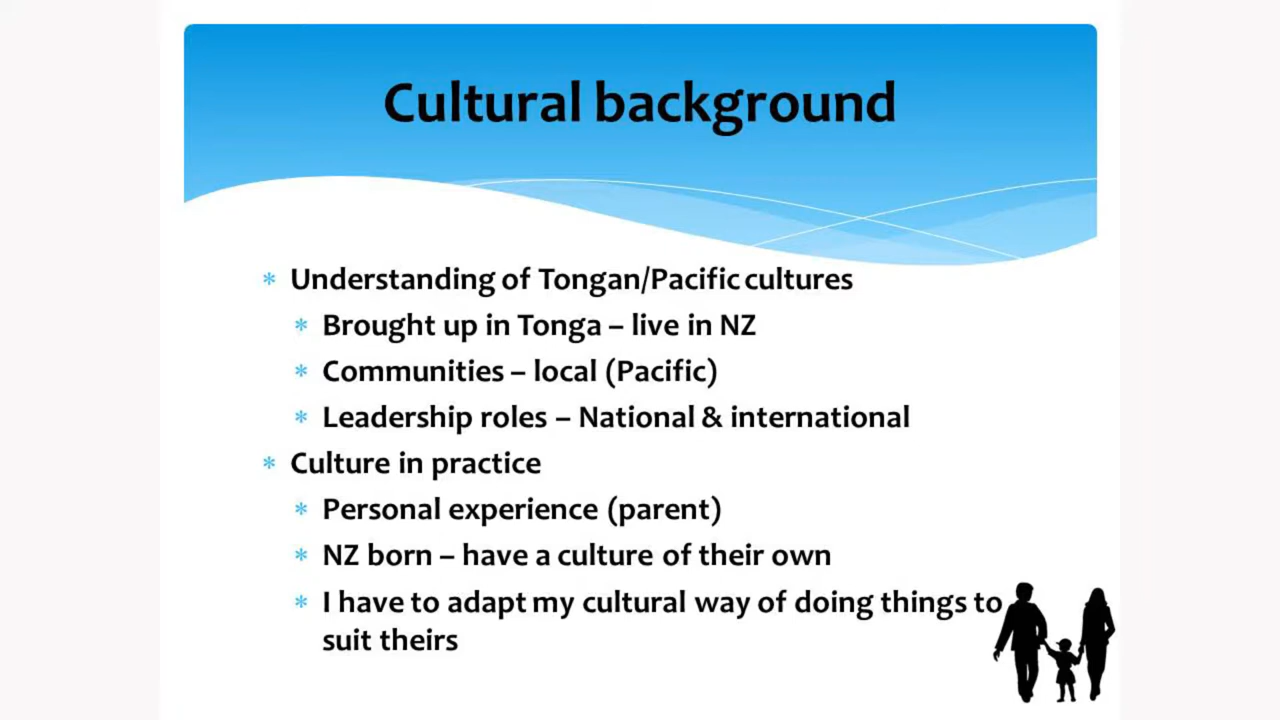 Cultural background
* Understanding of Tongan/Pacific cultures
* Brought up in Tonga – live in NZ
* Communities – local (Pacific)
* Leadership roles – National & international
* Culture in practice
* Personal experience (parent)
* NZ born – have a culture of their own
* I have to adapt my cultural way of doing things to
suit theirs